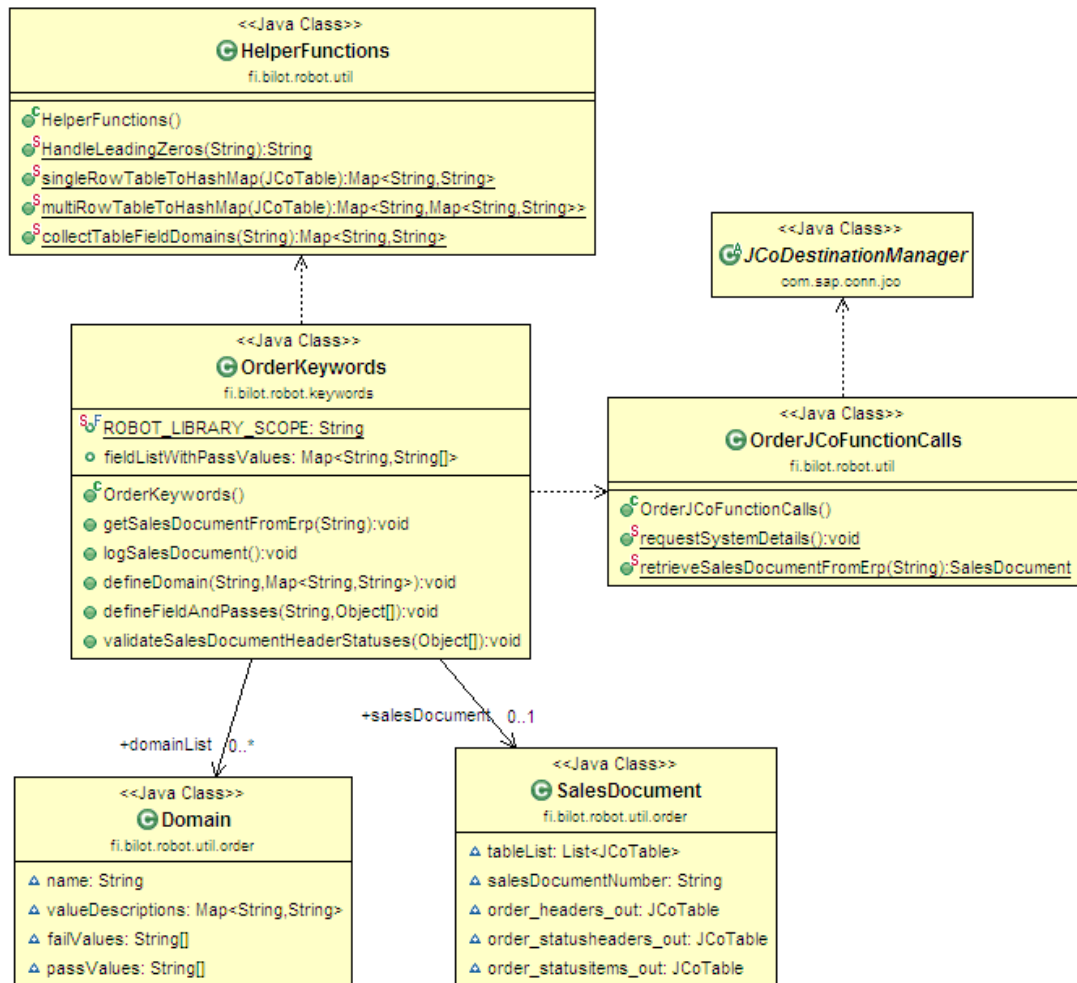 <<Java Class>>
HelperFunctions
fi.bilot.robot.util
HelperFunctions()
HandleLeadingZeros(String):String
singleRowTableToHashMap(JCoTable):Map<String,String>
multiRowTableToHashMap(JCoTable):Map<String,Map<String,String>>
collectTableFieldDomains(String):Map<String,String>
<<Java Class>>
JCoDestinationManager
com.sap.conn.jco
<<Java Class>>
OrderKeywords
fi.bilot.robot.keywords
ROBOT_LIBRARY_SCOPE: String
fieldListWithPassValues: Map<String,String[]>
OrderKeywords()
getSalesDocumentFromErp(String):void
logSalesDocument():void
defineDomain(String,Map<String,String>):void
defineFieldAndPasses(String,Object[]):void
validateSalesDocumentHeaderStatuses(Object[]):void
<<Java Class>>
OrderJCoFunctionCalls
fi.bilot.robot.util
OrderJCoFunctionCalls()
requestSystemDetails():void
retrieveSalesDocumentFromErp(String):SalesDocument
+salesDocument 0..1
+domainList 0..*
<<Java Class>>
Domain
fi.bilot.robot.util.order
name: String
valueDescriptions: Map<String,String>
failValues: String[]
passValues: String[]
<<Java Class>>
SalesDocument
fi.bilot.robot.util.order
tableList: List<JCoTable>
salesDocumentNumber: String
order_headers_out: JCoTable
order_statusheaders_out: JCoTable
order_statusitems_out: JCoTable